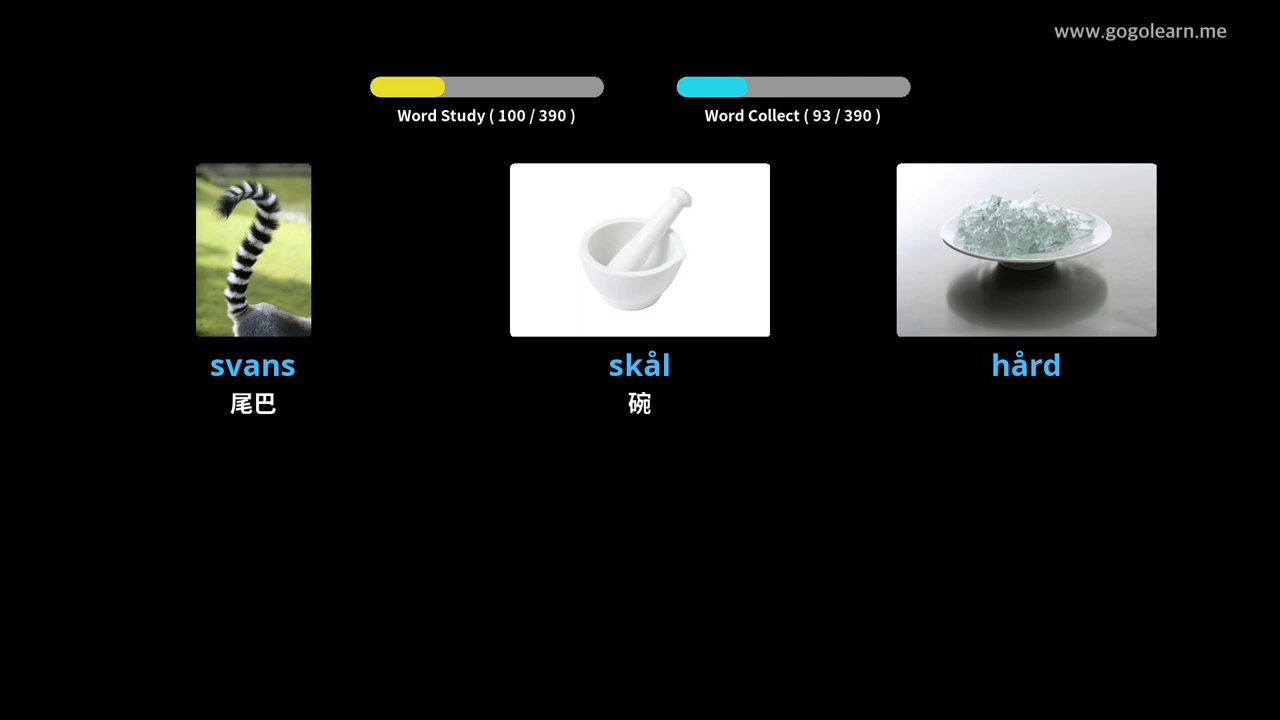 www.gogolearn.me
Word Study ( 100 / 390 )
Word Collect ( 93 / 390 )
svans
skål
hård
尾巴
碗